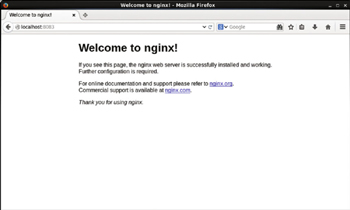 Welcome to nginx! - Mozilla Firefox
Welcome to nginx!
localhost:8083
Google
Welcome to nginx!
If you see this page, the nginx web server is successfully installed and working.
Further configuration is required.
For online documentation and support please refer to nginx.org.
Commercial support is available at nginx.com.
Thank you for using nginx.